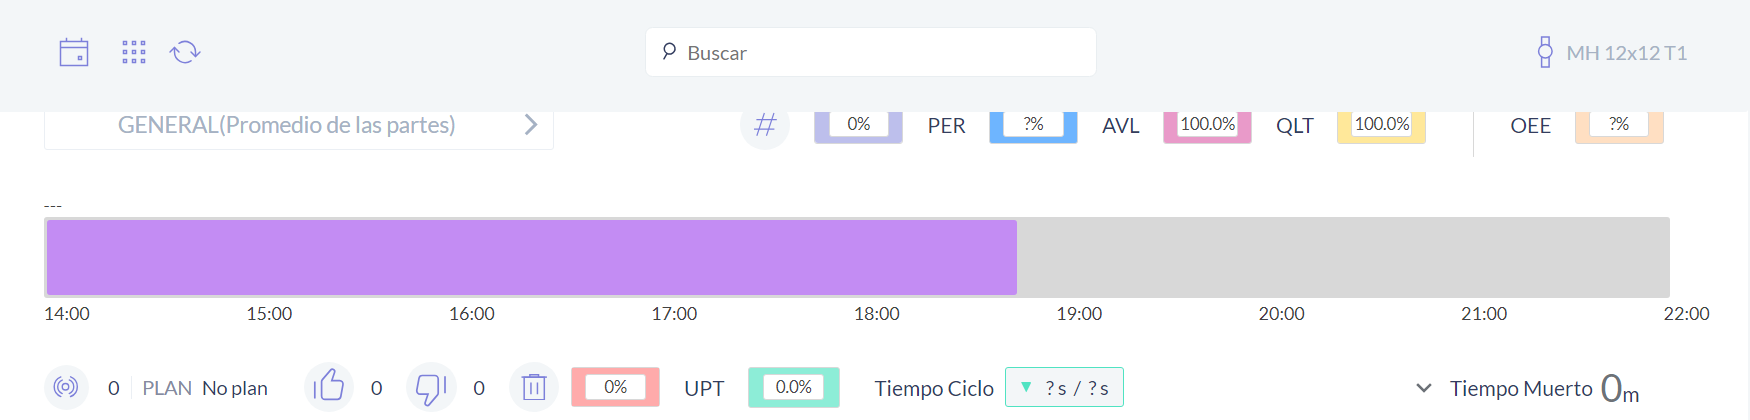 Buscar
MH 12x12 T1
GENERAL(Promedio de las partes)
# 0% PER ?% AVL 100.0% QLT 100.0% OEE ?%
---
14:00 15:00 16:00 17:00 18:00 19:00 20:00 21:00 22:00
0 PLAN No plan 0 0 0% UPT 0.0% Tiempo Ciclo ▼ ?s / ?s Tiempo Muerto 0m